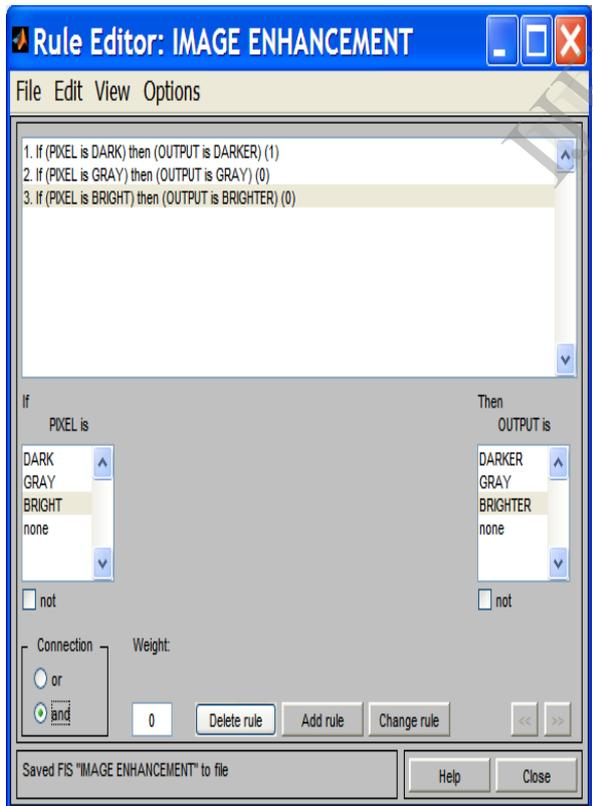 Rule Editor: IMAGE ENHANCEMENT
File Edit View Options
1. If (PIXEL is DARK) then (OUTPUT is DARKER) (1)
2. If (PIXEL is GRAY) then (OUTPUT is GRAY) (0)
3. If (PIXEL is BRIGHT) then (OUTPUT is BRIGHTER) (0)
If
PIXEL is
DARK
GRAY
BRIGHT
none
not
Then
OUTPUT is
DARKER
GRAY
BRIGHTER
none
not
Connection
or
and
Weight:
0
Delete rule
Add rule
Change rule
<< >>
Saved FIS "IMAGE ENHANCEMENT" to file
Help
Close